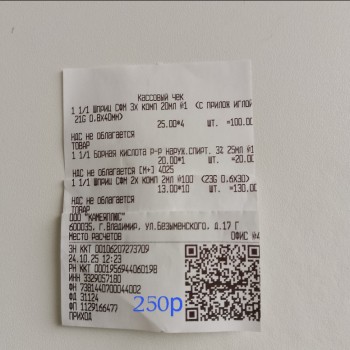 Кассовый чек
1 1/1 Шприц СФМ 3х комп 20мл #1 <с прилож иглой
21G 0.8х40мм>
25.00*4 ШТ. =100.00
НДС не облагается
ТОВАР
1 1/1 Борная кислота р-р наруж.спирт. 3% 25мл #1
20.00*1 ШТ. =20.00
НДС не облагается [М+] 4025
1 1/1 Шприц СФМ 2х комп 2мл #100 <23G 0.6х30>
13.00*10 ШТ. =130.00
НДС не облагается
ТОВАР
ООО "КАМЕЯПЛЮС"
600035, г.Владимир, ул.Безыменского, д.17 Г
Место расчетов ОФИС #4
ЗН ККТ 00106207273709
24.10.25 12:23
РН ККТ 0001956944060198
ИНН 3329057180
ФН 7381440700044002
ФД 31124
ФП 1129166477
ПРИХОД
250р